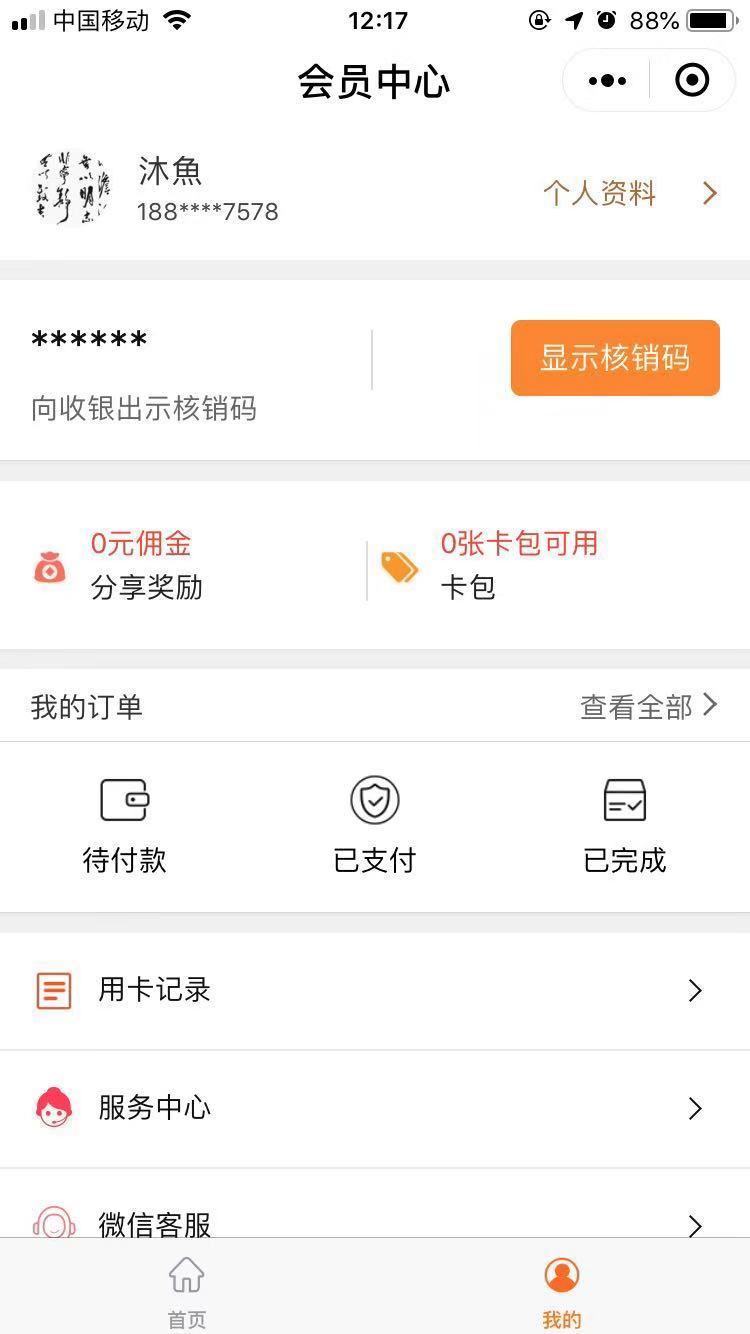 中国移动 12:17 88%
会员中心
沐魚
188****7578
个人资料
******
向收银出示核销码
显示核销码
0元佣金
分享奖励
0张卡包可用
卡包
我的订单 查看全部
待付款 已支付 已完成
用卡记录
服务中心
微信客服
首页 我的